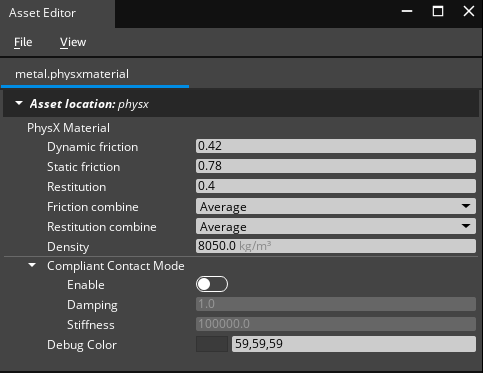 Asset Editor
File View
metal.physxmaterial
Asset location: physx
PhysX Material
Dynamic friction 0.42
Static friction 0.78
Restitution 0.4
Friction combine Average
Restitution combine Average
Density 8050.0 kg/m³
Compliant Contact Mode
Enable
Damping 1.0
Stiffness 100000.0
Debug Color 59,59,59